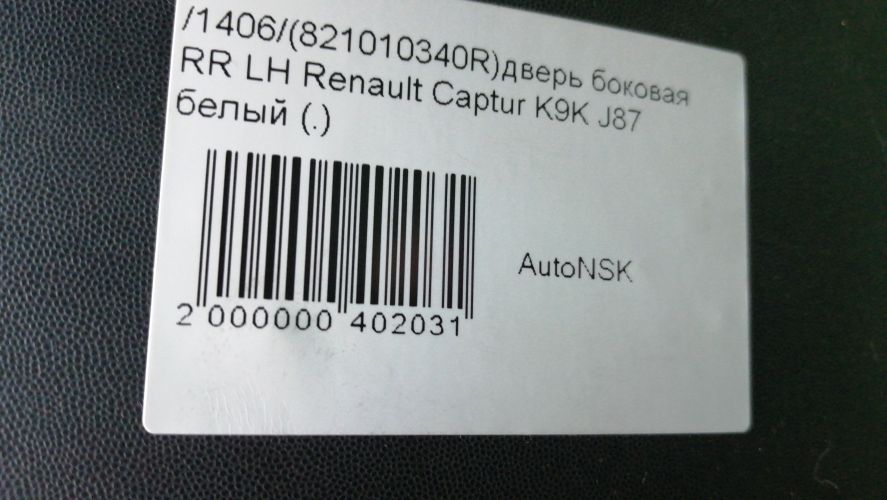 /1406/(821010340R)дверь боковая
RR LH Renault Captur K9K J87
белый (.)
AutoNSK
2 000000 402031